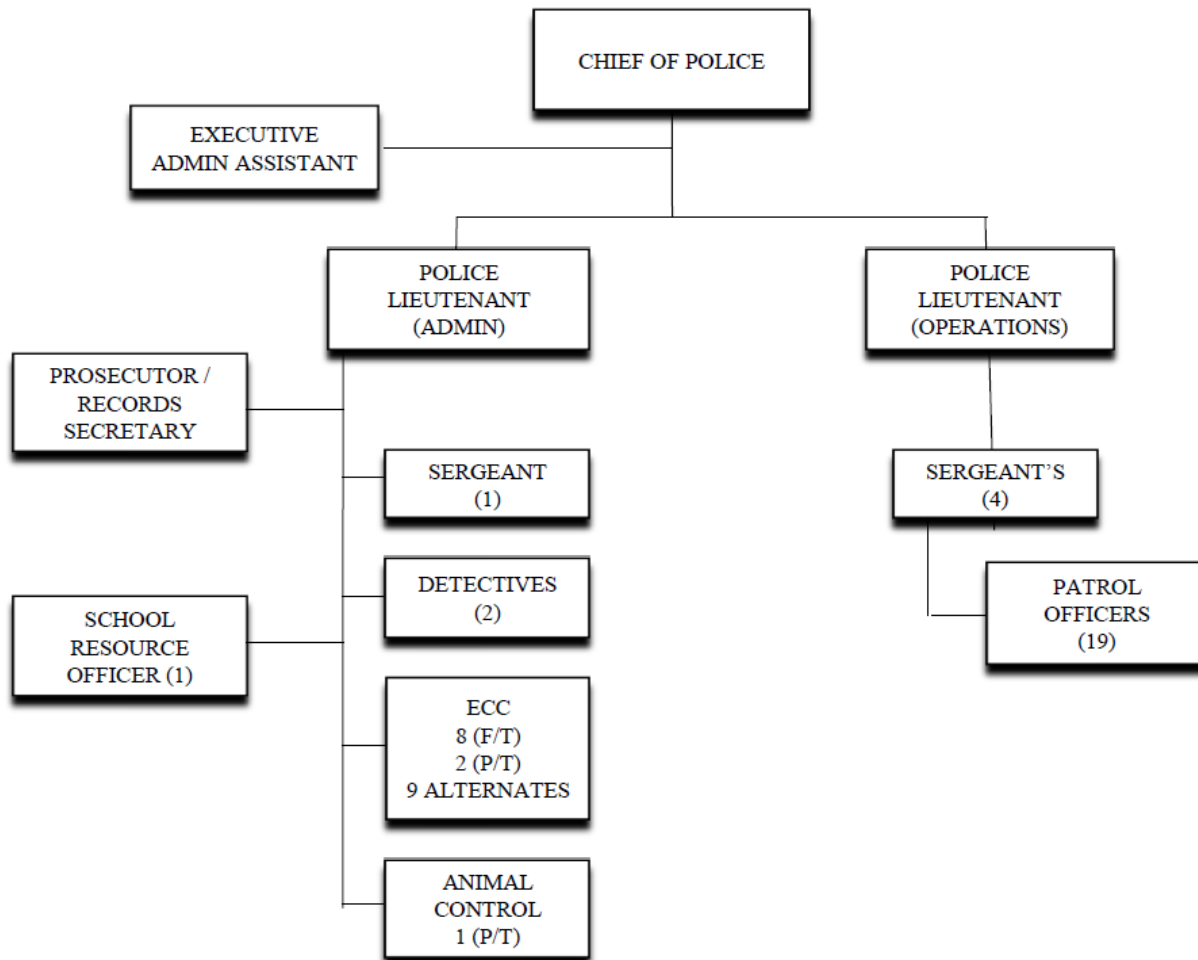 CHIEF OF POLICE
EXECUTIVE
ADMIN ASSISTANT
POLICE
LIEUTENANT
(ADMIN)
POLICE
LIEUTENANT
(OPERATIONS)
PROSECUTOR /
RECORDS
SECRETARY
SERGEANT
(1)
SERGEANT’S
(4)
DETECTIVES
(2)
PATROL
OFFICERS
(19)
SCHOOL
RESOURCE
OFFICER (1)
ECC
8 (F/T)
2 (P/T)
9 ALTERNATES
ANIMAL
CONTROL
1 (P/T)